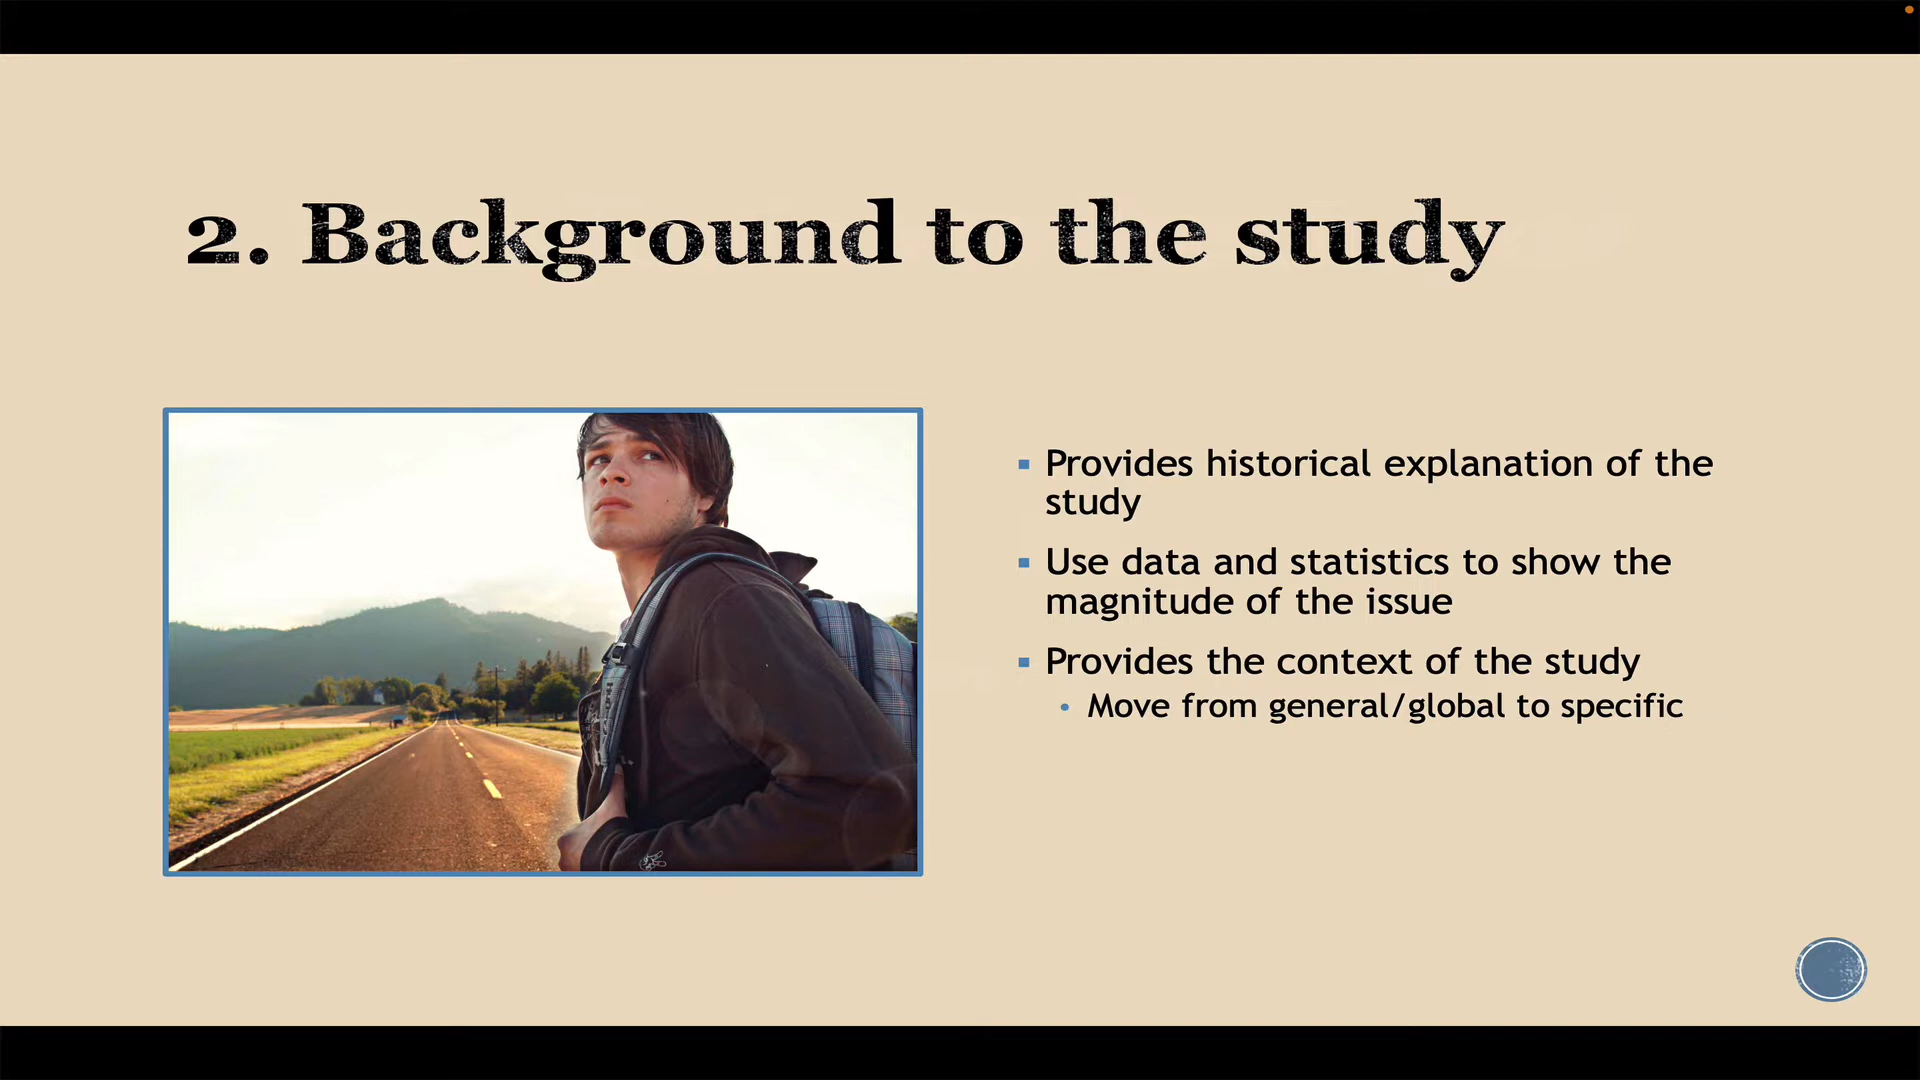 2. Background to the study
Provides historical explanation of the
study
Use data and statistics to show the
magnitude of the issue
Provides the context of the study
Move from general/global to specific